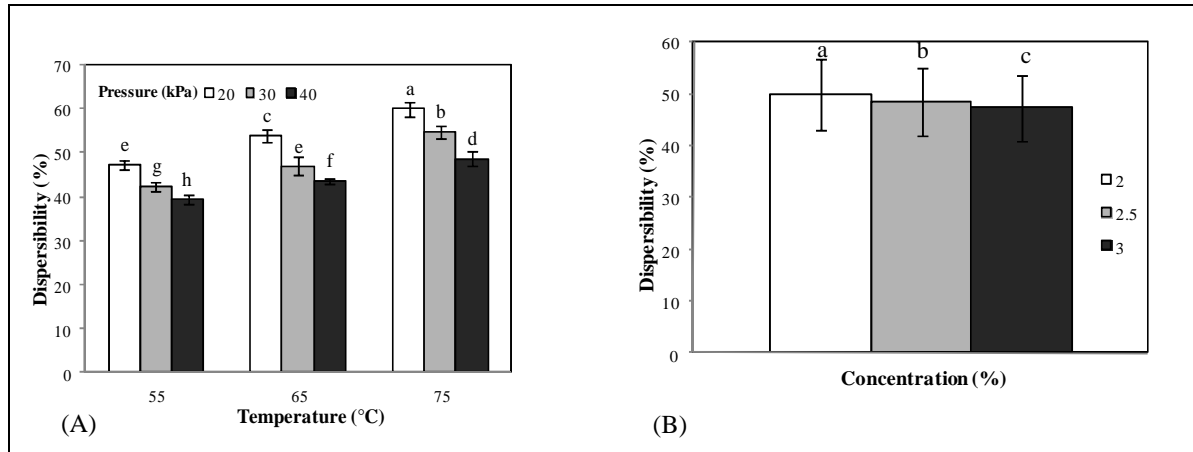 70
60
50
40
30
20
10
0
Dispersibility (%)
Pressure (kPa) 20 30 40
e
g
h
c
e
f
a
b
d
55 65 75
Temperature (°C)
(A)
60
50
40
30
20
10
0
Dispersibility (%)
a b c
2
2.5
3
Concentration (%)
(B)